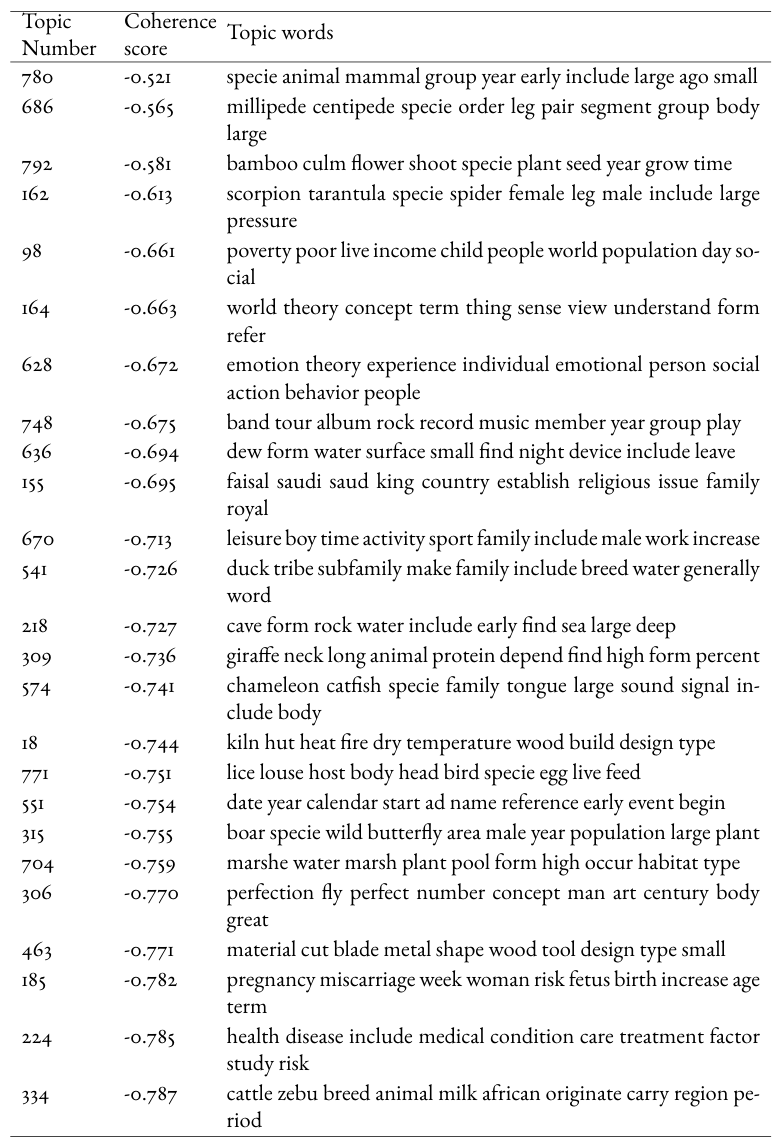 Topic Number Coherence score Topic words
780 -0.521 specie animal mammal group year early include large ago small
686 -0.565 millipede centipede specie order leg pair segment group body
large
792 -0.581 bamboo culm flower shoot specie plant seed year grow time
162 -0.613 scorpion tarantula specie spider female leg male include large
pressure
98 -0.661 poverty poor live income child people world population day so-
cial
164 -0.663 world theory concept term thing sense view understand form
refer
628 -0.672 emotion theory experience individual emotional person social
action behavior people
748 -0.675 band tour album rock record music member year group play
636 -0.694 dew form water surface small find night device include leave
155 -0.695 faisal saudi saud king country establish religious issue family
royal
670 -0.713 leisure boy time activity sport family include male work increase
541 -0.726 duck tribe subfamily make family include breed water generally
word
218 -0.727 cave form rock water include early find sea large deep
309 -0.736 giraffe neck long animal protein depend find high form percent
574 -0.741 chameleon catfish specie family tongue large sound signal in-
clude body
18 -0.744 kiln hut heat fire dry temperature wood build design type
771 -0.751 lice louse host body head bird specie egg live feed
551 -0.754 date year calendar start ad name reference early event begin
315 -0.755 boar specie wild butterfly area male year population large plant
704 -0.759 marshe water marsh plant pool form high occur habitat type
306 -0.770 perfection fly perfect number concept man art century body
great
463 -0.771 material cut blade metal shape wood tool design type small
185 -0.782 pregnancy miscarriage week woman risk fetus birth increase age
term
224 -0.785 health disease include medical condition care treatment factor
study risk
334 -0.787 cattle zebu breed animal milk african originate carry region pe-
riod